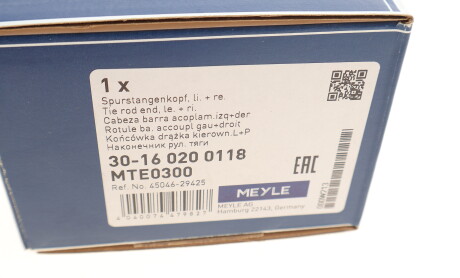 1 x
Spurstangenkopf, li. + re.
Tie rod end, le. + ri.
Cabeza barra acoplam.izq+der
Rotule ba. accoupl gau+droit
Końcówka drążka kierown.L+P
Наконечник рул. тяги
30-16 020 0118
MTE0300
Ref. No. 45046-29425
EAC
MEYLE
MEYLE AG
Hamburg 22143, Germany